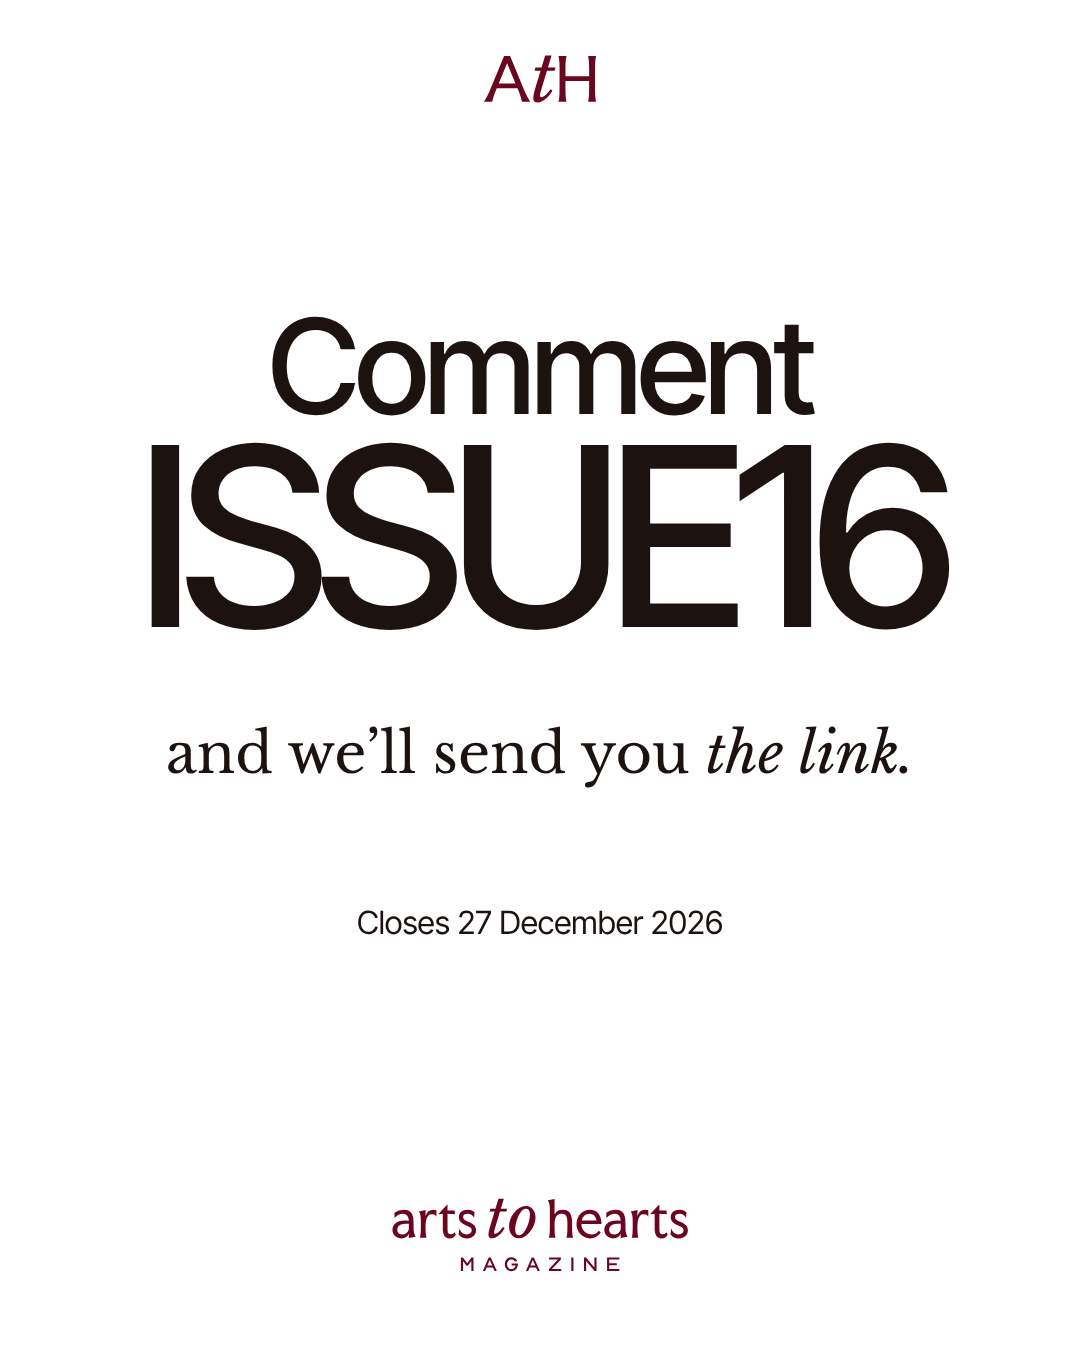 AtH
Comment
ISSUE16
and we’ll send you the link.
Closes 27 December 2026
arts to hearts
MAGAZINE